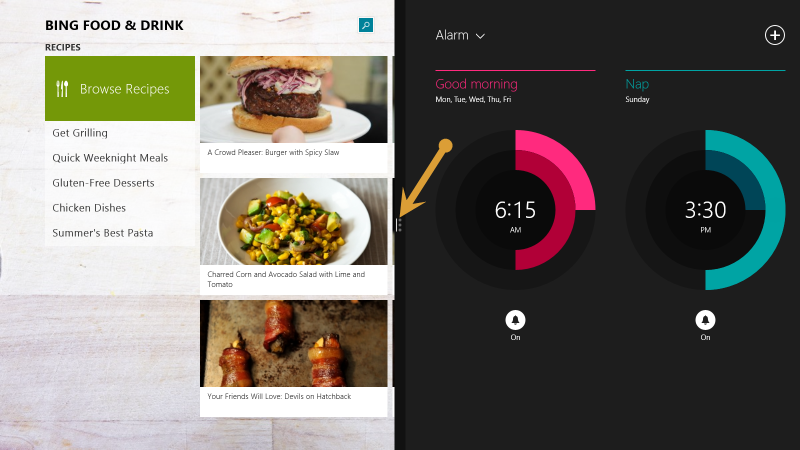 BING FOOD & DRINK
RECIPES
Browse Recipes
Get Grilling
Quick Weeknight Meals
Gluten-Free Desserts
Chicken Dishes
Summer's Best Pasta
A Crowd Pleaser: Burger with Spicy Slaw
Charred Corn and Avocado Salad with Lime and
Tomato
Your Friends Will Love: Devils on Hatchback
Alarm
Good morning
Mon, Tue, Wed, Thu, Fri
6:15
AM
On
Nap
Sunday
3:30
PM
On